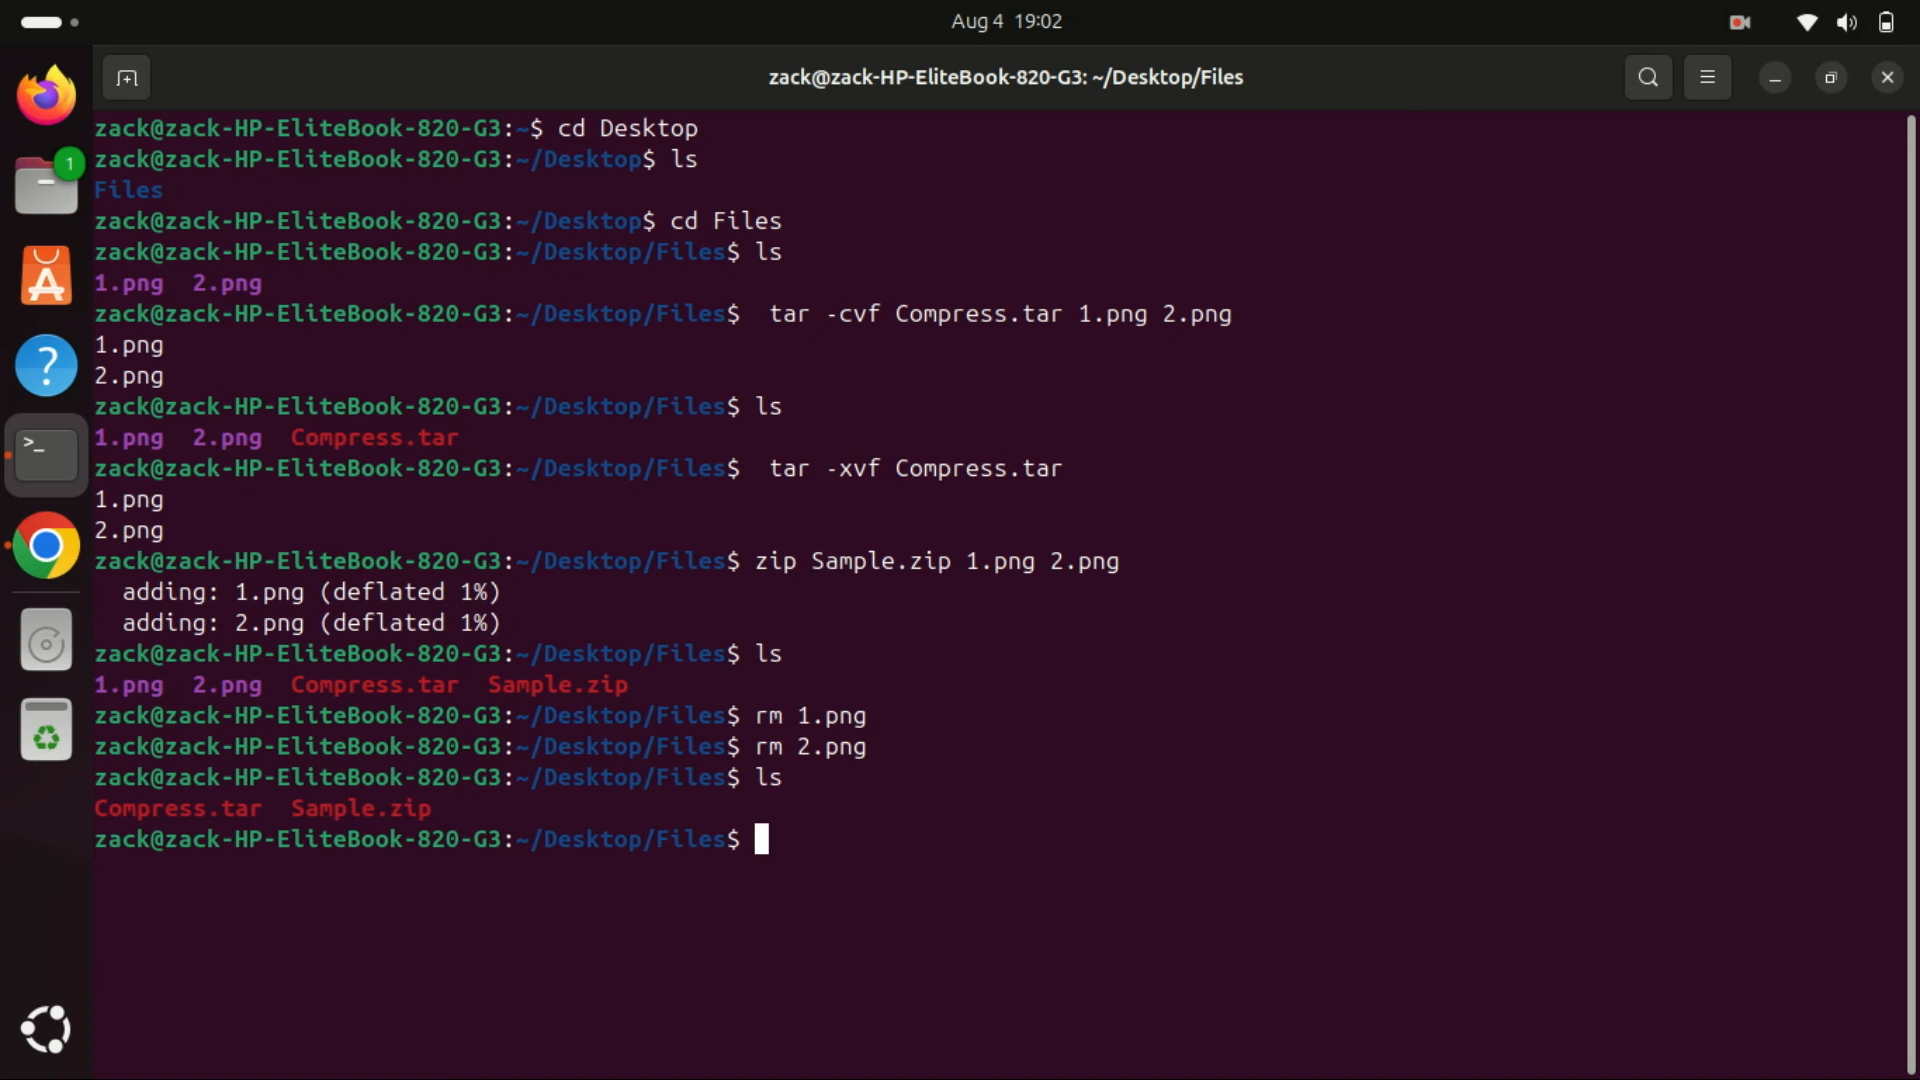 Aug 4 19:02
zack@zack-HP-EliteBook-820-G3: ~/Desktop/Files
1
zack@zack-HP-EliteBook-820-G3:~$ cd Desktop
zack@zack-HP-EliteBook-820-G3:~/Desktop$ ls
Files
zack@zack-HP-EliteBook-820-G3:~/Desktop$ cd Files
zack@zack-HP-EliteBook-820-G3:~/Desktop/Files$ ls
1.png  2.png
zack@zack-HP-EliteBook-820-G3:~/Desktop/Files$  tar -cvf Compress.tar 1.png 2.png
1.png
2.png
zack@zack-HP-EliteBook-820-G3:~/Desktop/Files$ ls
1.png  2.png  Compress.tar
zack@zack-HP-EliteBook-820-G3:~/Desktop/Files$  tar -xvf Compress.tar
1.png
2.png
zack@zack-HP-EliteBook-820-G3:~/Desktop/Files$ zip Sample.zip 1.png 2.png
  adding: 1.png (deflated 1%)
  adding: 2.png (deflated 1%)
zack@zack-HP-EliteBook-820-G3:~/Desktop/Files$ ls
1.png  2.png  Compress.tar  Sample.zip
zack@zack-HP-EliteBook-820-G3:~/Desktop/Files$ rm 1.png
zack@zack-HP-EliteBook-820-G3:~/Desktop/Files$ rm 2.png
zack@zack-HP-EliteBook-820-G3:~/Desktop/Files$ ls
Compress.tar  Sample.zip
zack@zack-HP-EliteBook-820-G3:~/Desktop/Files$